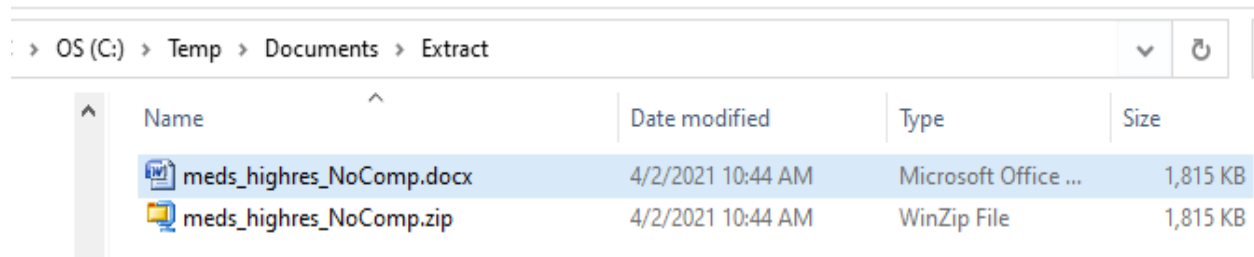 OS (C:) > Temp > Documents > Extract
Name Date modified Type Size
meds_highres_NoComp.docx 4/2/2021 10:44 AM Microsoft Office ... 1,815 KB
meds_highres_NoComp.zip 4/2/2021 10:44 AM WinZip File 1,815 KB